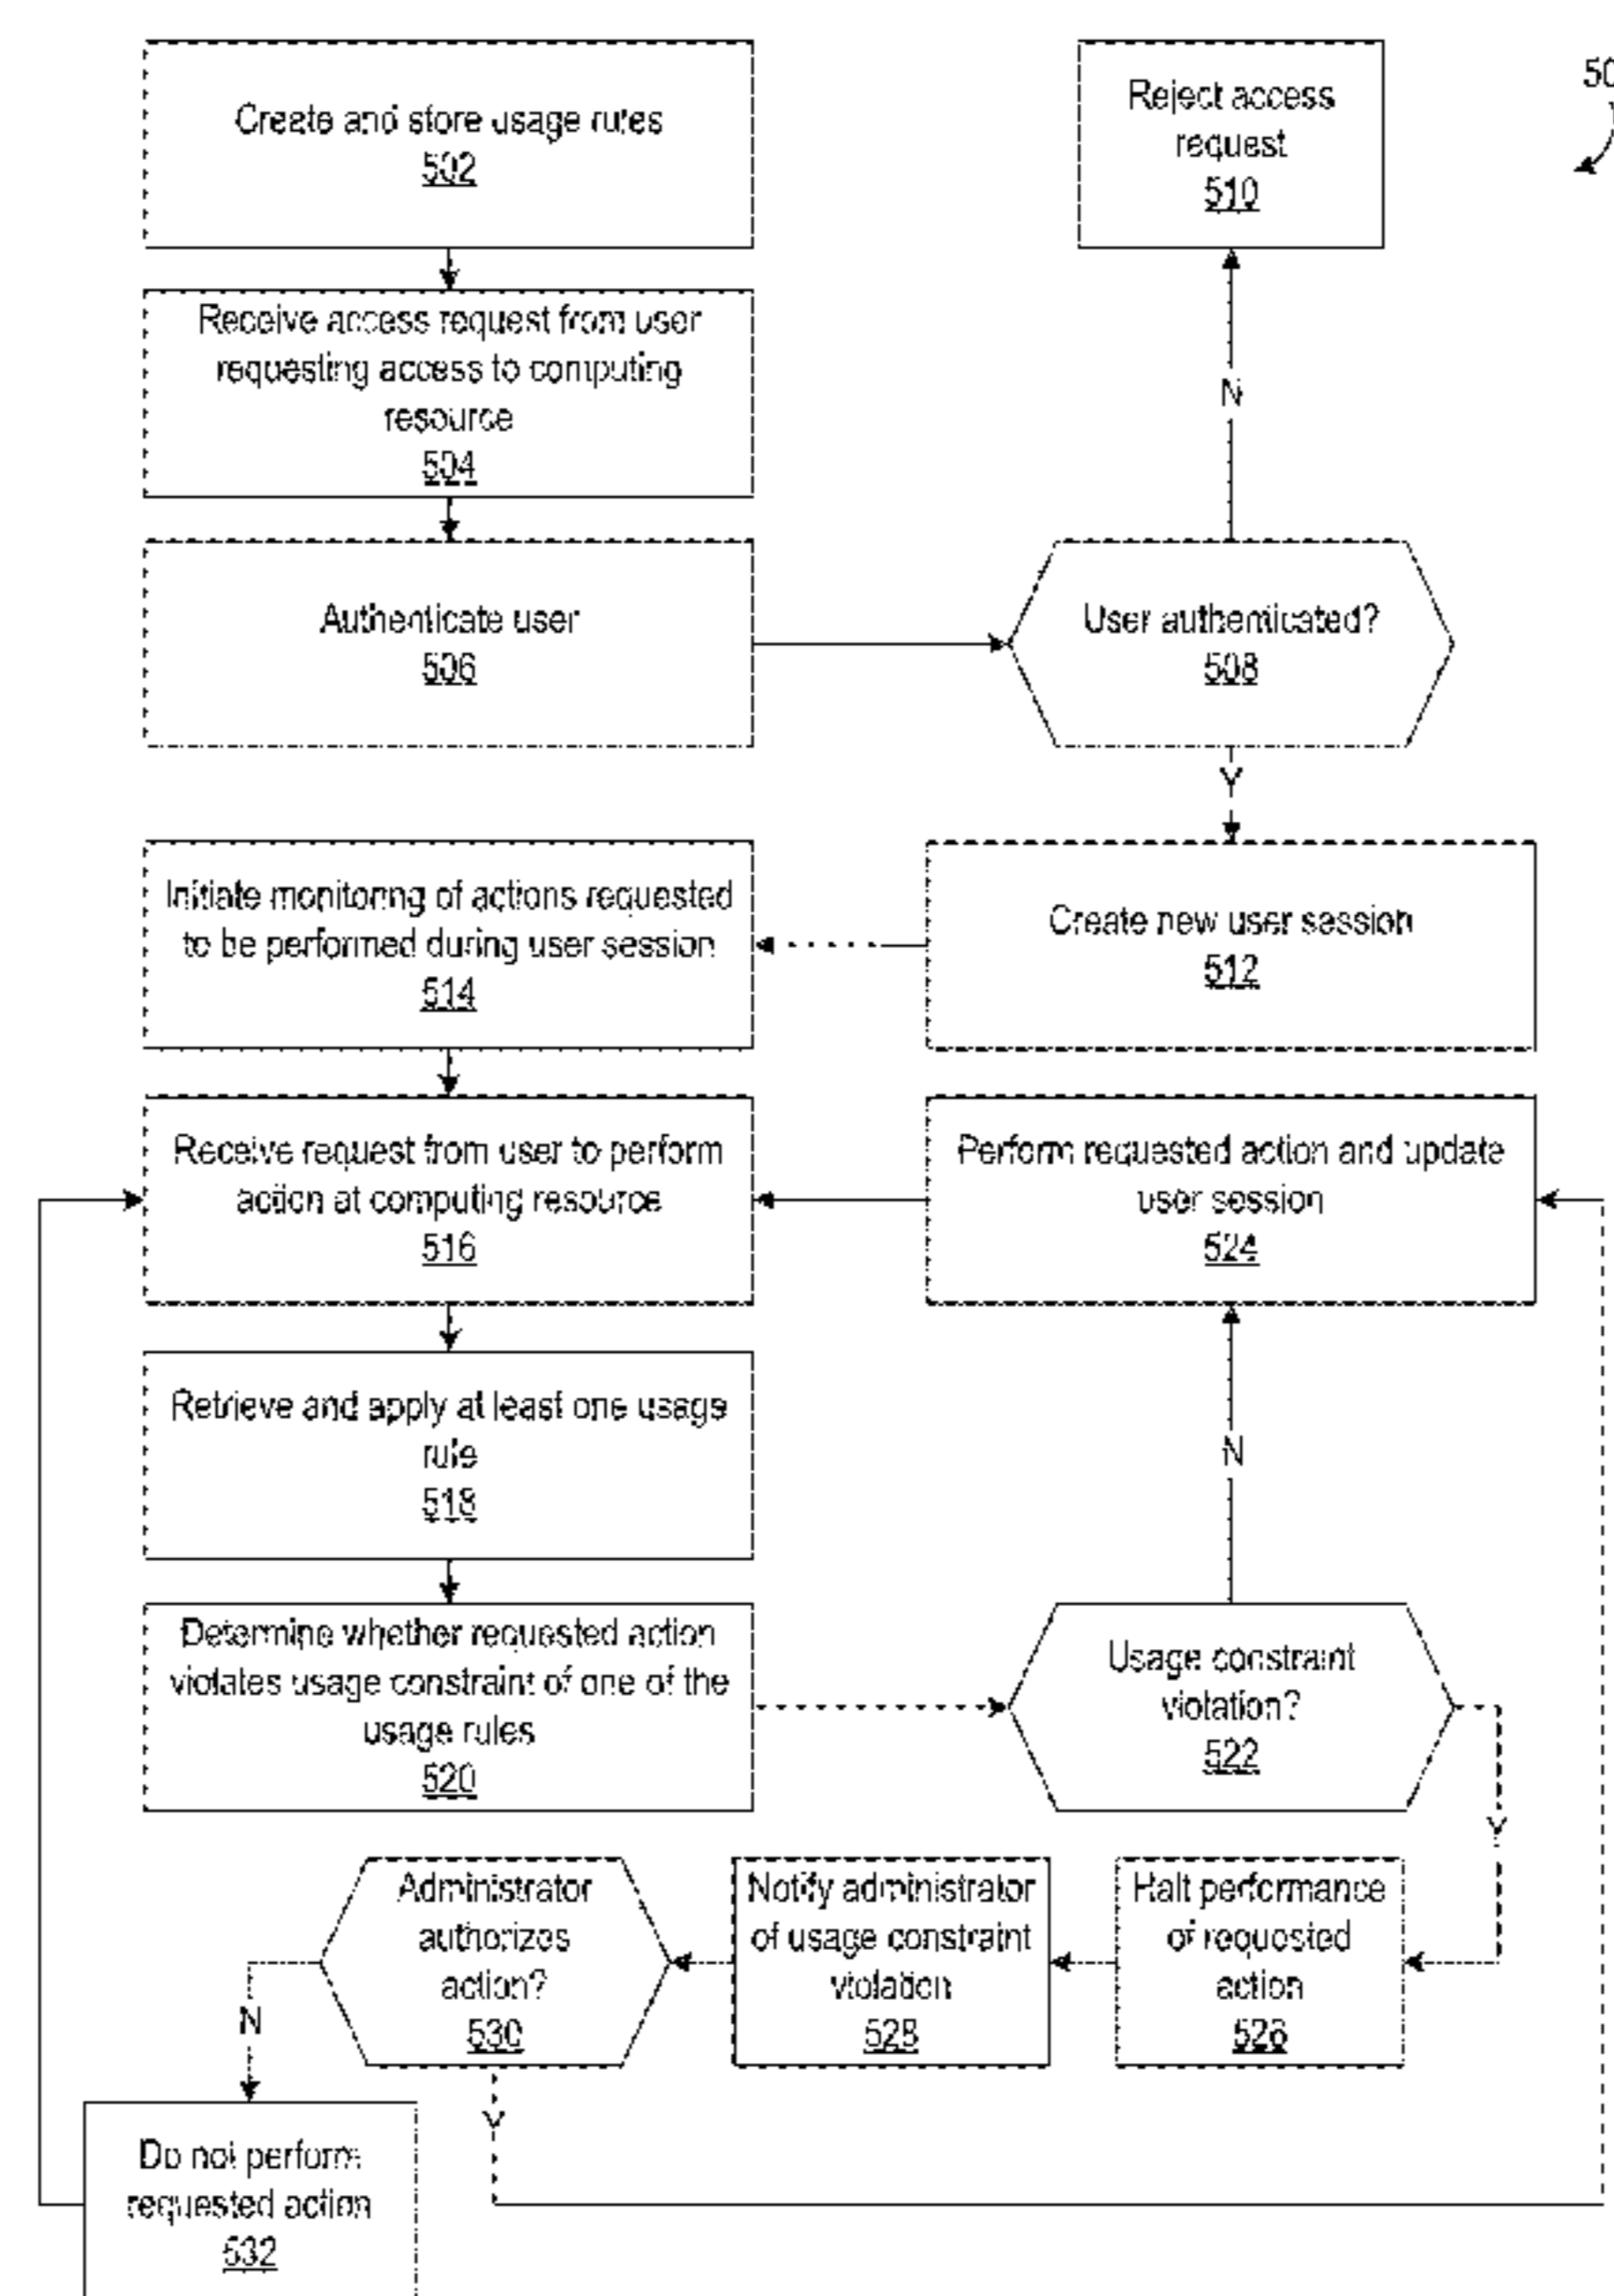 Create and store usage rules
502
Reject access
request
510
50
Receive access request from user
requesting access to computing
resource
504
N
Authenticate user
506
User authenticated?
508
Y
Initiate monitoring of actions requested
to be performed during user session
514
Create new user session
512
Receive request from user to perform
action at computing resource
516
Perform requested action and update
user session
524
Retrieve and apply at least one usage
rule
518
N
Determine whether requested action
violates usage constraint of one of the
usage rules
520
Usage constraint
violation?
522
Y
Administrator
authorizes
action?
530
Notify administrator
of usage constraint
violation
528
Halt performance
of requested
action
526
N
Y
Do not perform
requested action
532